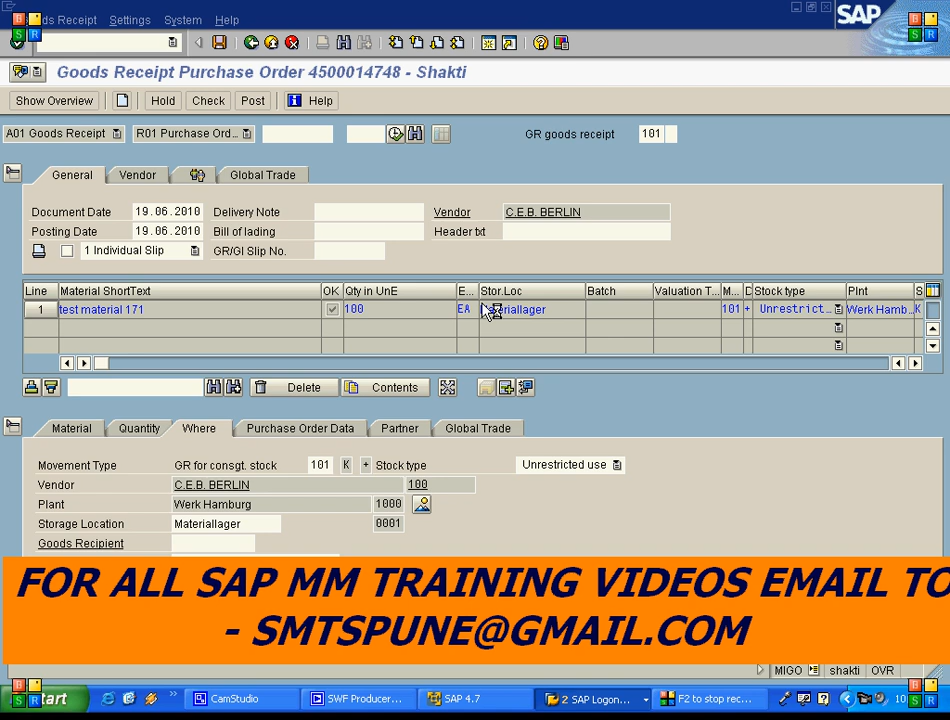 ds Receipt Settings System Help
SAP
Goods Receipt Purchase Order 4500014748 - Shakti
Show Overview Hold Check Post Help
A01 Goods Receipt R01 Purchase Ord... GR goods receipt 101
General Vendor Global Trade
Document Date 19.06.2010 Delivery Note Vendor C.E.B. BERLIN
Posting Date 19.06.2010 Bill of lading Header txt
1 Individual Slip GR/GI Slip No.
Line Material ShortText OK Qty in UnE E... Stor.Loc Batch Valuation T... M... D Stock type Plnt S
1 test material 171 100 EA 101 + Unrestrict... Werk Hamb... K
Delete Contents
Material Quantity Where Purchase Order Data Partner Global Trade
Movement Type GR for consgt. stock 101 K + Stock type Unrestricted use
Vendor C.E.B. BERLIN 100
Plant Werk Hamburg 1000
Storage Location Materiallager 0001
Goods Recipient
FOR ALL SAP MM TRAINING VIDEOS EMAIL TO
- SMTSPUNE@GMAIL.COM
MIGO shakti OVR
tart CamStudio SWF Producer... SAP 4.7 2 SAP Logon... F2 to stop rec... 10